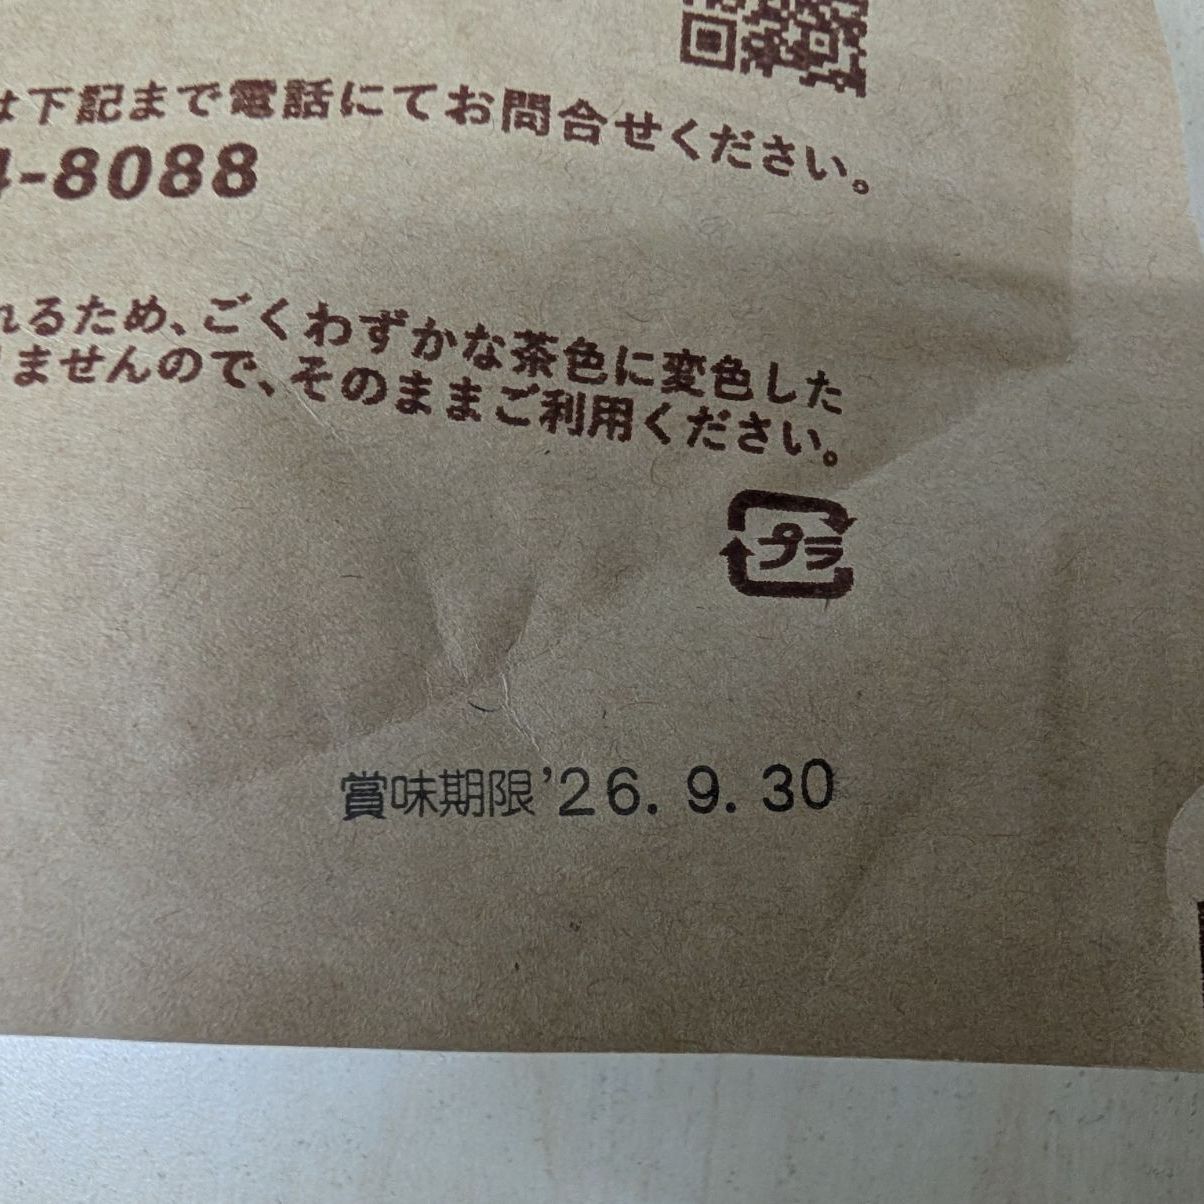 は下記まで電話にてお問合せください。
4-8088
れるため、ごくわずかな茶色に変色した
りませんので、そのままご利用ください。
プラ
賞味期限'26.9.30